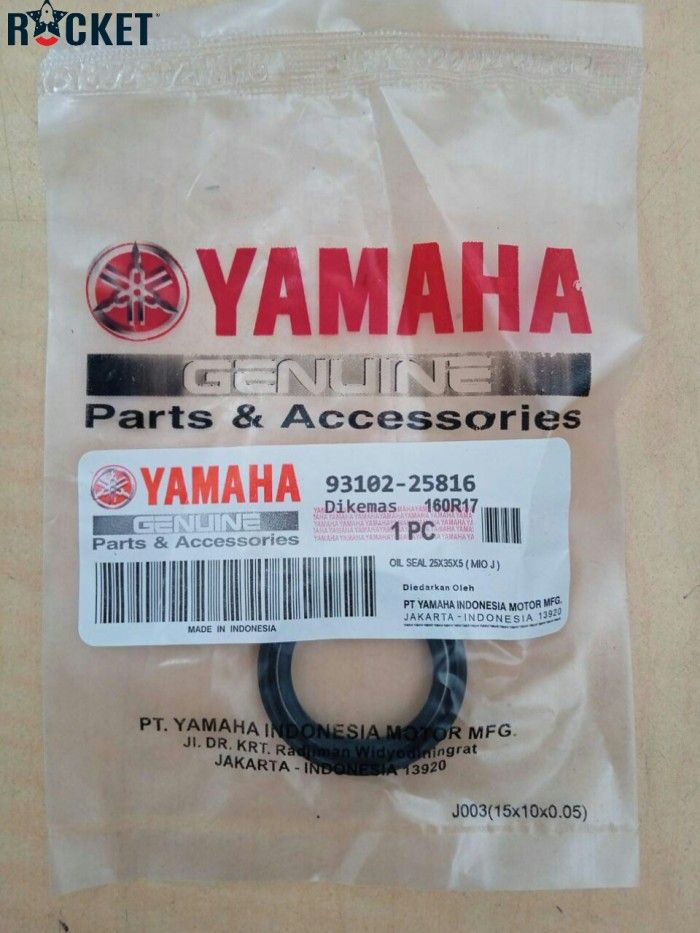 ROCKET
YAMAHA
GENUINE
Parts & Accessories
YAMAHA
GENUINE
Parts & Accessories
93102-25816
Dikemas 160R17
1 PC
OIL SEAL 25X35X5 ( MIO J )
Diedarkan Oleh
PT YAMAHA INDONESIA MOTOR MFG.
JAKARTA - INDONESIA 13920
MADE IN INDONESIA
PT. YAMAHA INDONESIA MOTOR MFG.
Jl. DR. KRT. Radjiman Widyodiningrat
JAKARTA - INDONESIA 13920
J003(15x10x0.05)